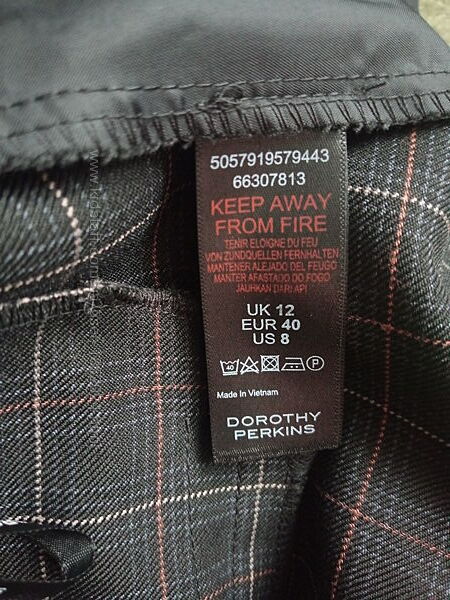 5057919579443
66307813
KEEP AWAY
FROM FIRE
TENIR ELOIGNE DU FEU
VON ZUNDQUELLEN FERNHALTEN
MANTENER ALEJADO DEL FEUGO
MANTER AFASTADO DO FOGO
JAUHKAN DARI API
UK 12
EUR 40
US 8
40
P
Made In Vietnam
DOROTHY
PERKINS